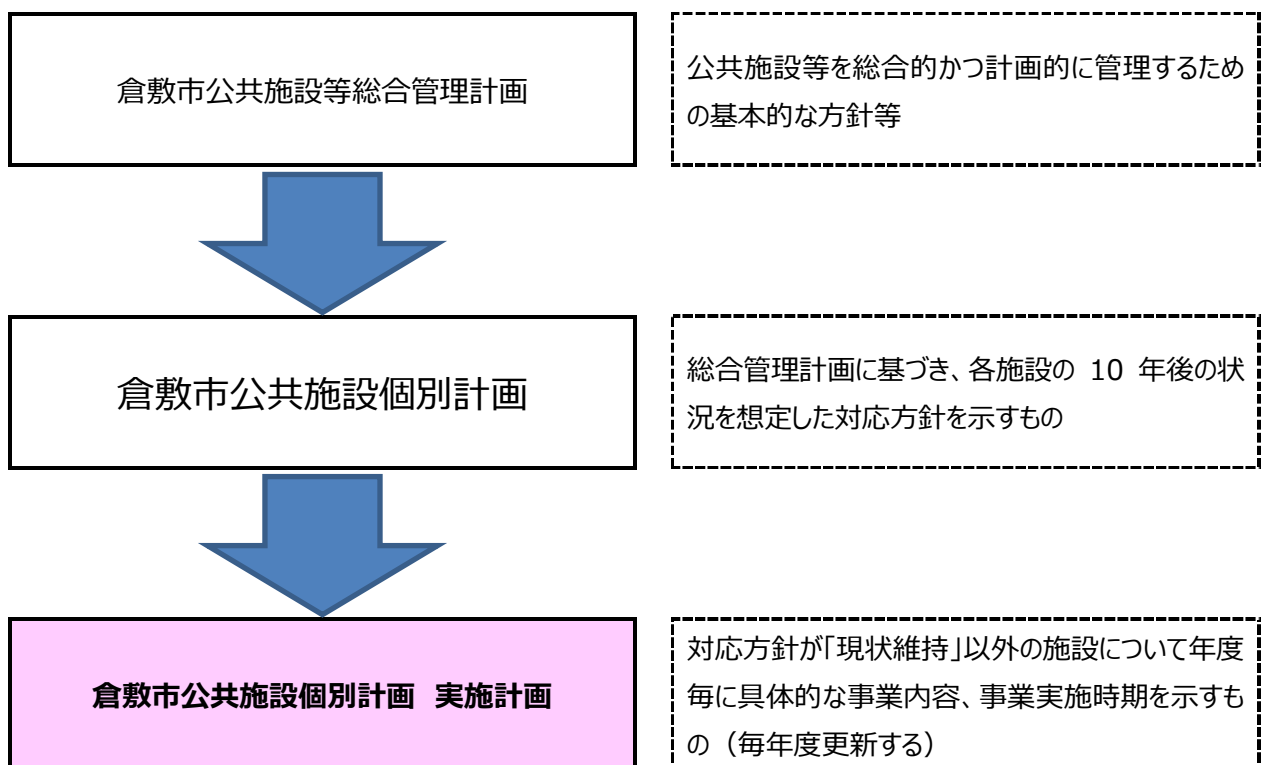 倉敷市公共施設等総合管理計画
公共施設等を総合的かつ計画的に管理するため
の基本的な方針等
倉敷市公共施設個別計画
総合管理計画に基づき、各施設の 10 年後の状
況を想定した対応方針を示すもの
倉敷市公共施設個別計画 実施計画
対応方針が「現状維持」以外の施設について年度
毎に具体的な事業内容、事業実施時期を示すも
の（毎年度更新する）